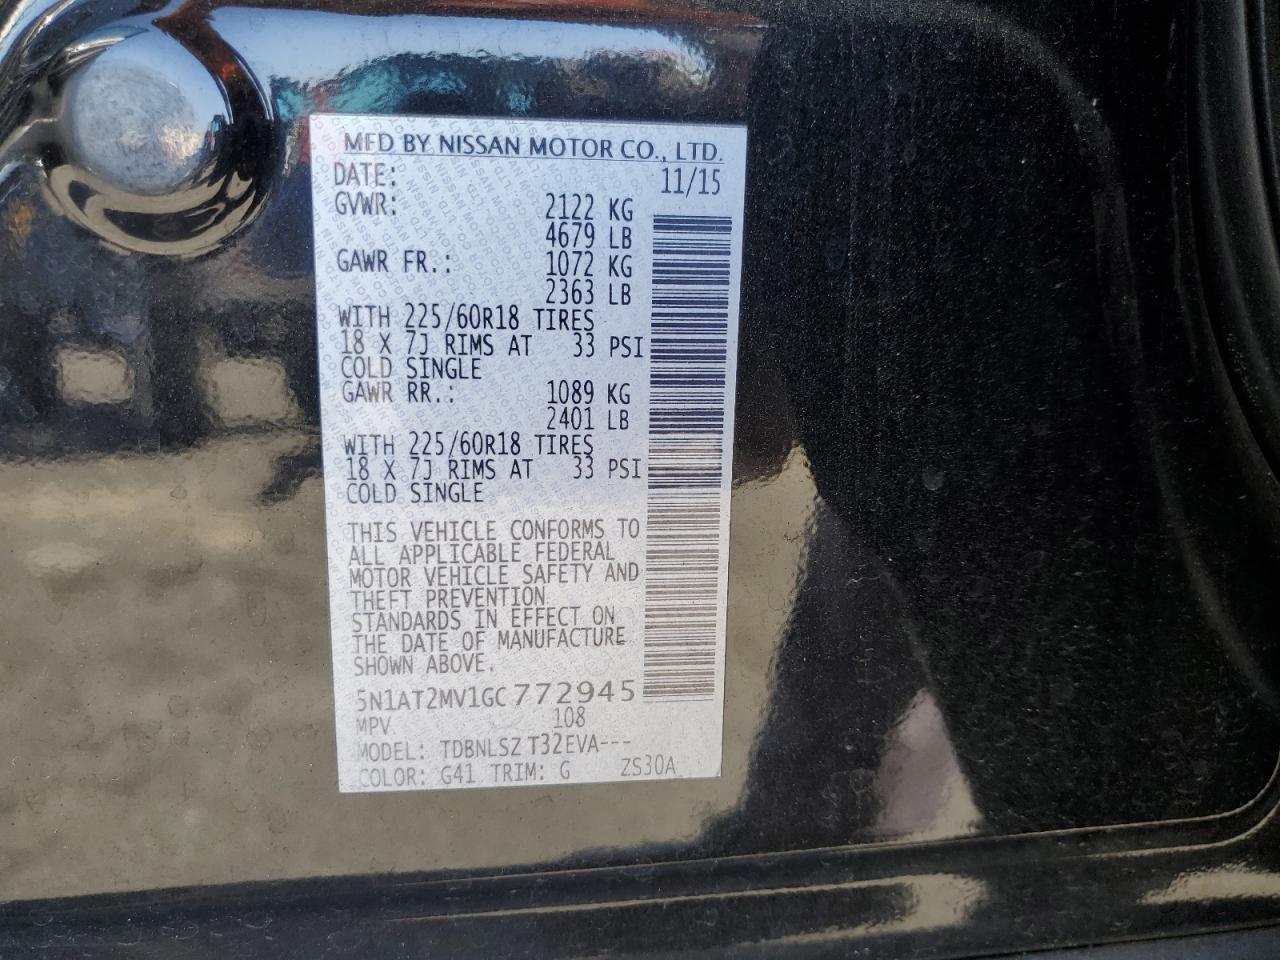 MFD BY NISSAN MOTOR CO., LTD.
DATE: 11/15
GVWR: 2122 KG
4679 LB
GAWR FR.: 1072 KG
2363 LB
WITH 225/60R18 TIRES
18 X 7J RIMS AT 33 PSI
COLD SINGLE
GAWR RR.: 1089 KG
2401 LB
WITH 225/60R18 TIRES
18 X 7J RIMS AT 33 PSI
COLD SINGLE
THIS VEHICLE CONFORMS TO
ALL APPLICABLE FEDERAL
MOTOR VEHICLE SAFETY AND
THEFT PREVENTION
STANDARDS IN EFFECT ON
THE DATE OF MANUFACTURE
SHOWN ABOVE.
5N1AT2MV1GC772945
MPV 108
MODEL: TDBNLSZ T32EVA---
COLOR: G41 TRIM: G ZS30A